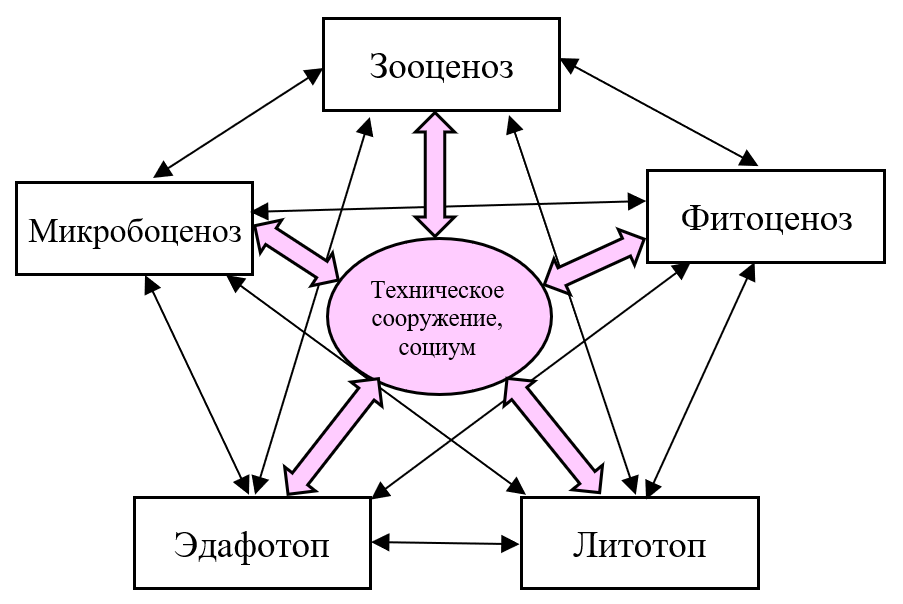 Зооценоз
Микробоценоз
Фитоценоз
Техническое
сооружение,
социум
Эдафотоп
Литотоп